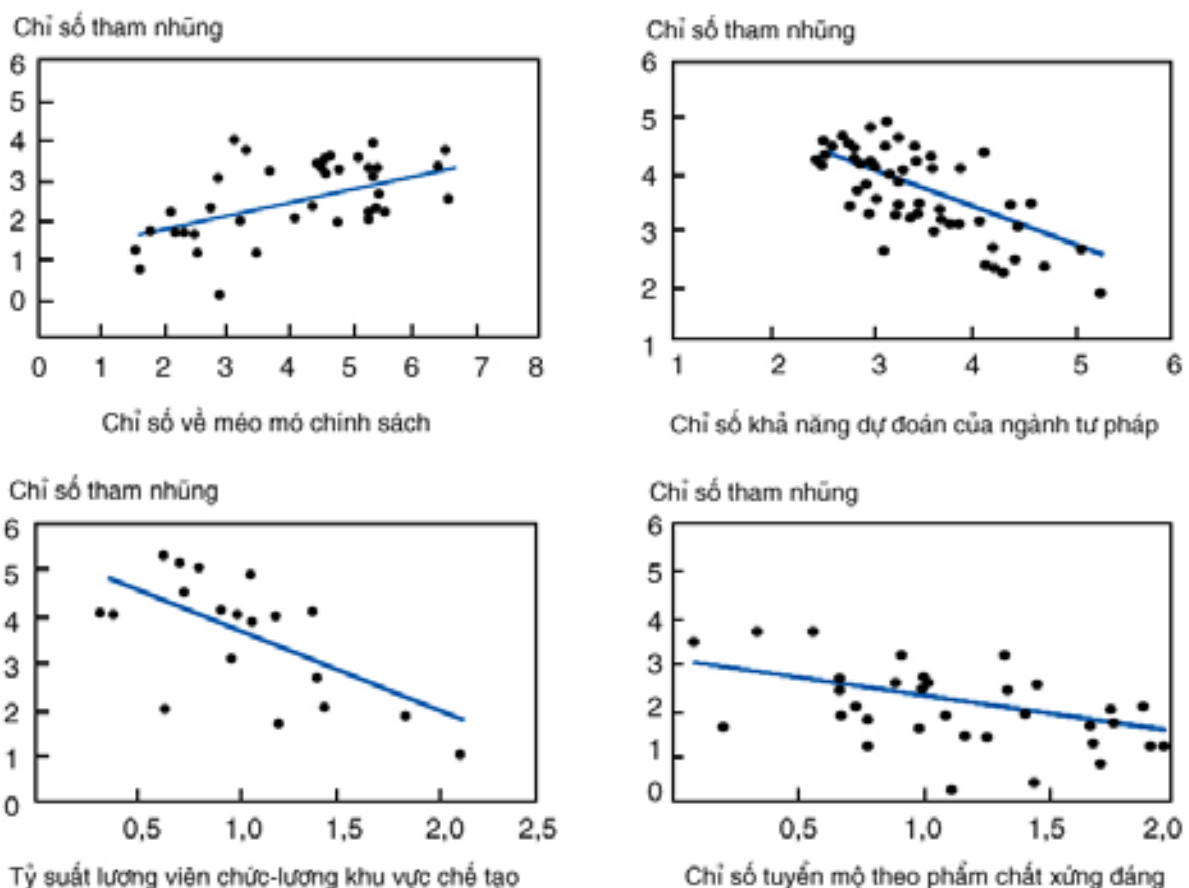 Chỉ số tham nhũng
6
5
4
3
2
1
0
0 1 2 3 4 5 6 7 8
Chỉ số về méo mó chính sách
Chỉ số tham nhũng
6
5
4
3
2
1
1 2 3 4 5 6
Chỉ số khả năng dự đoán của ngành tư pháp
Chỉ số tham nhũng
6
5
4
3
2
1
0
0,5 1,0 1,5 2,0 2,5
Tỷ suất lương viên chức-lương khu vực chế tạo
Chỉ số tham nhũng
6
5
4
3
2
1
0
0,5 1,0 1,5 2,0
Chỉ số tuyển mộ theo phẩm chất xứng đáng